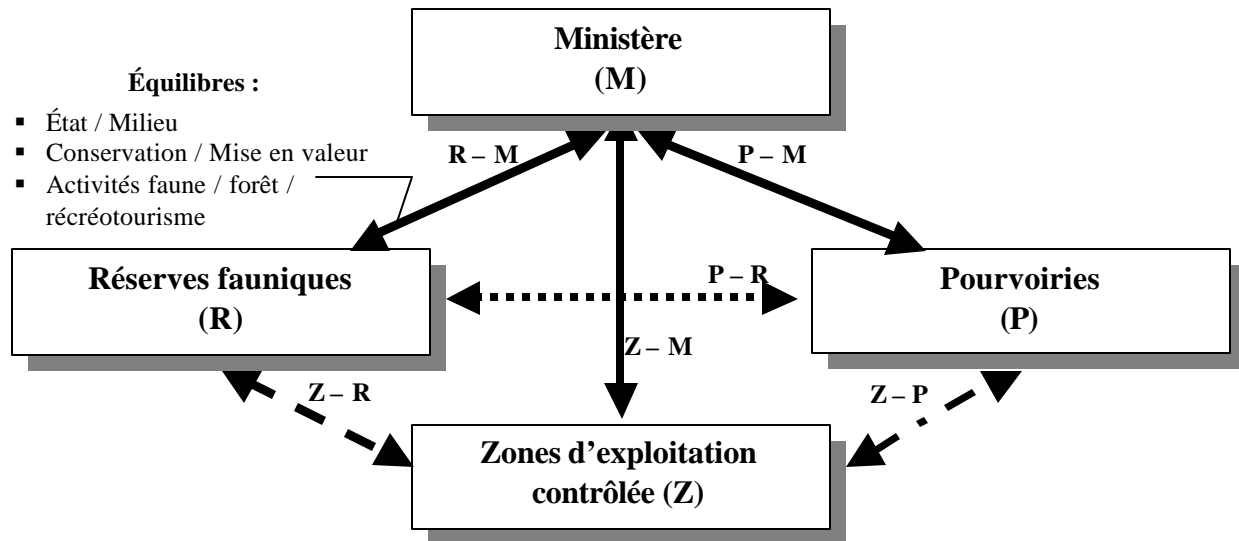 Ministère
(M)
Équilibres :
▪ État / Milieu
▪ Conservation / Mise en valeur
▪ Activités faune / forêt /
récréotourisme
R – M
P – M
Réserves fauniques
(R)
P – R
Pourvoiries
(P)
Z – M
Z – R
Z – P
Zones d’exploitation
contrôlée (Z)